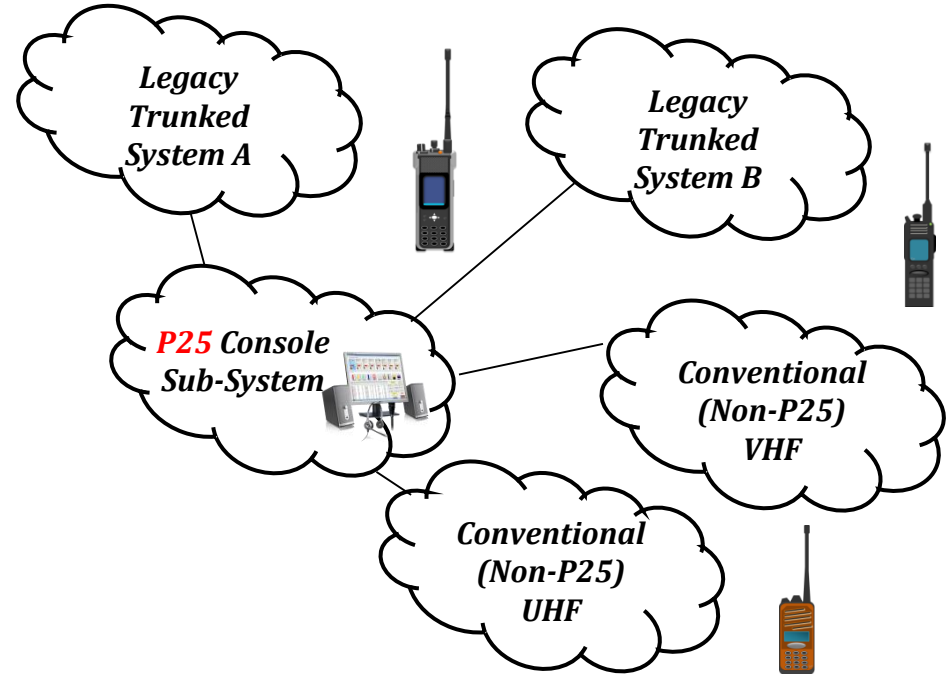 Legacy
Trunked
System A
Legacy
Trunked
System B
P25 Console
Sub-System
Conventional
(Non-P25)
VHF
Conventional
(Non-P25)
UHF